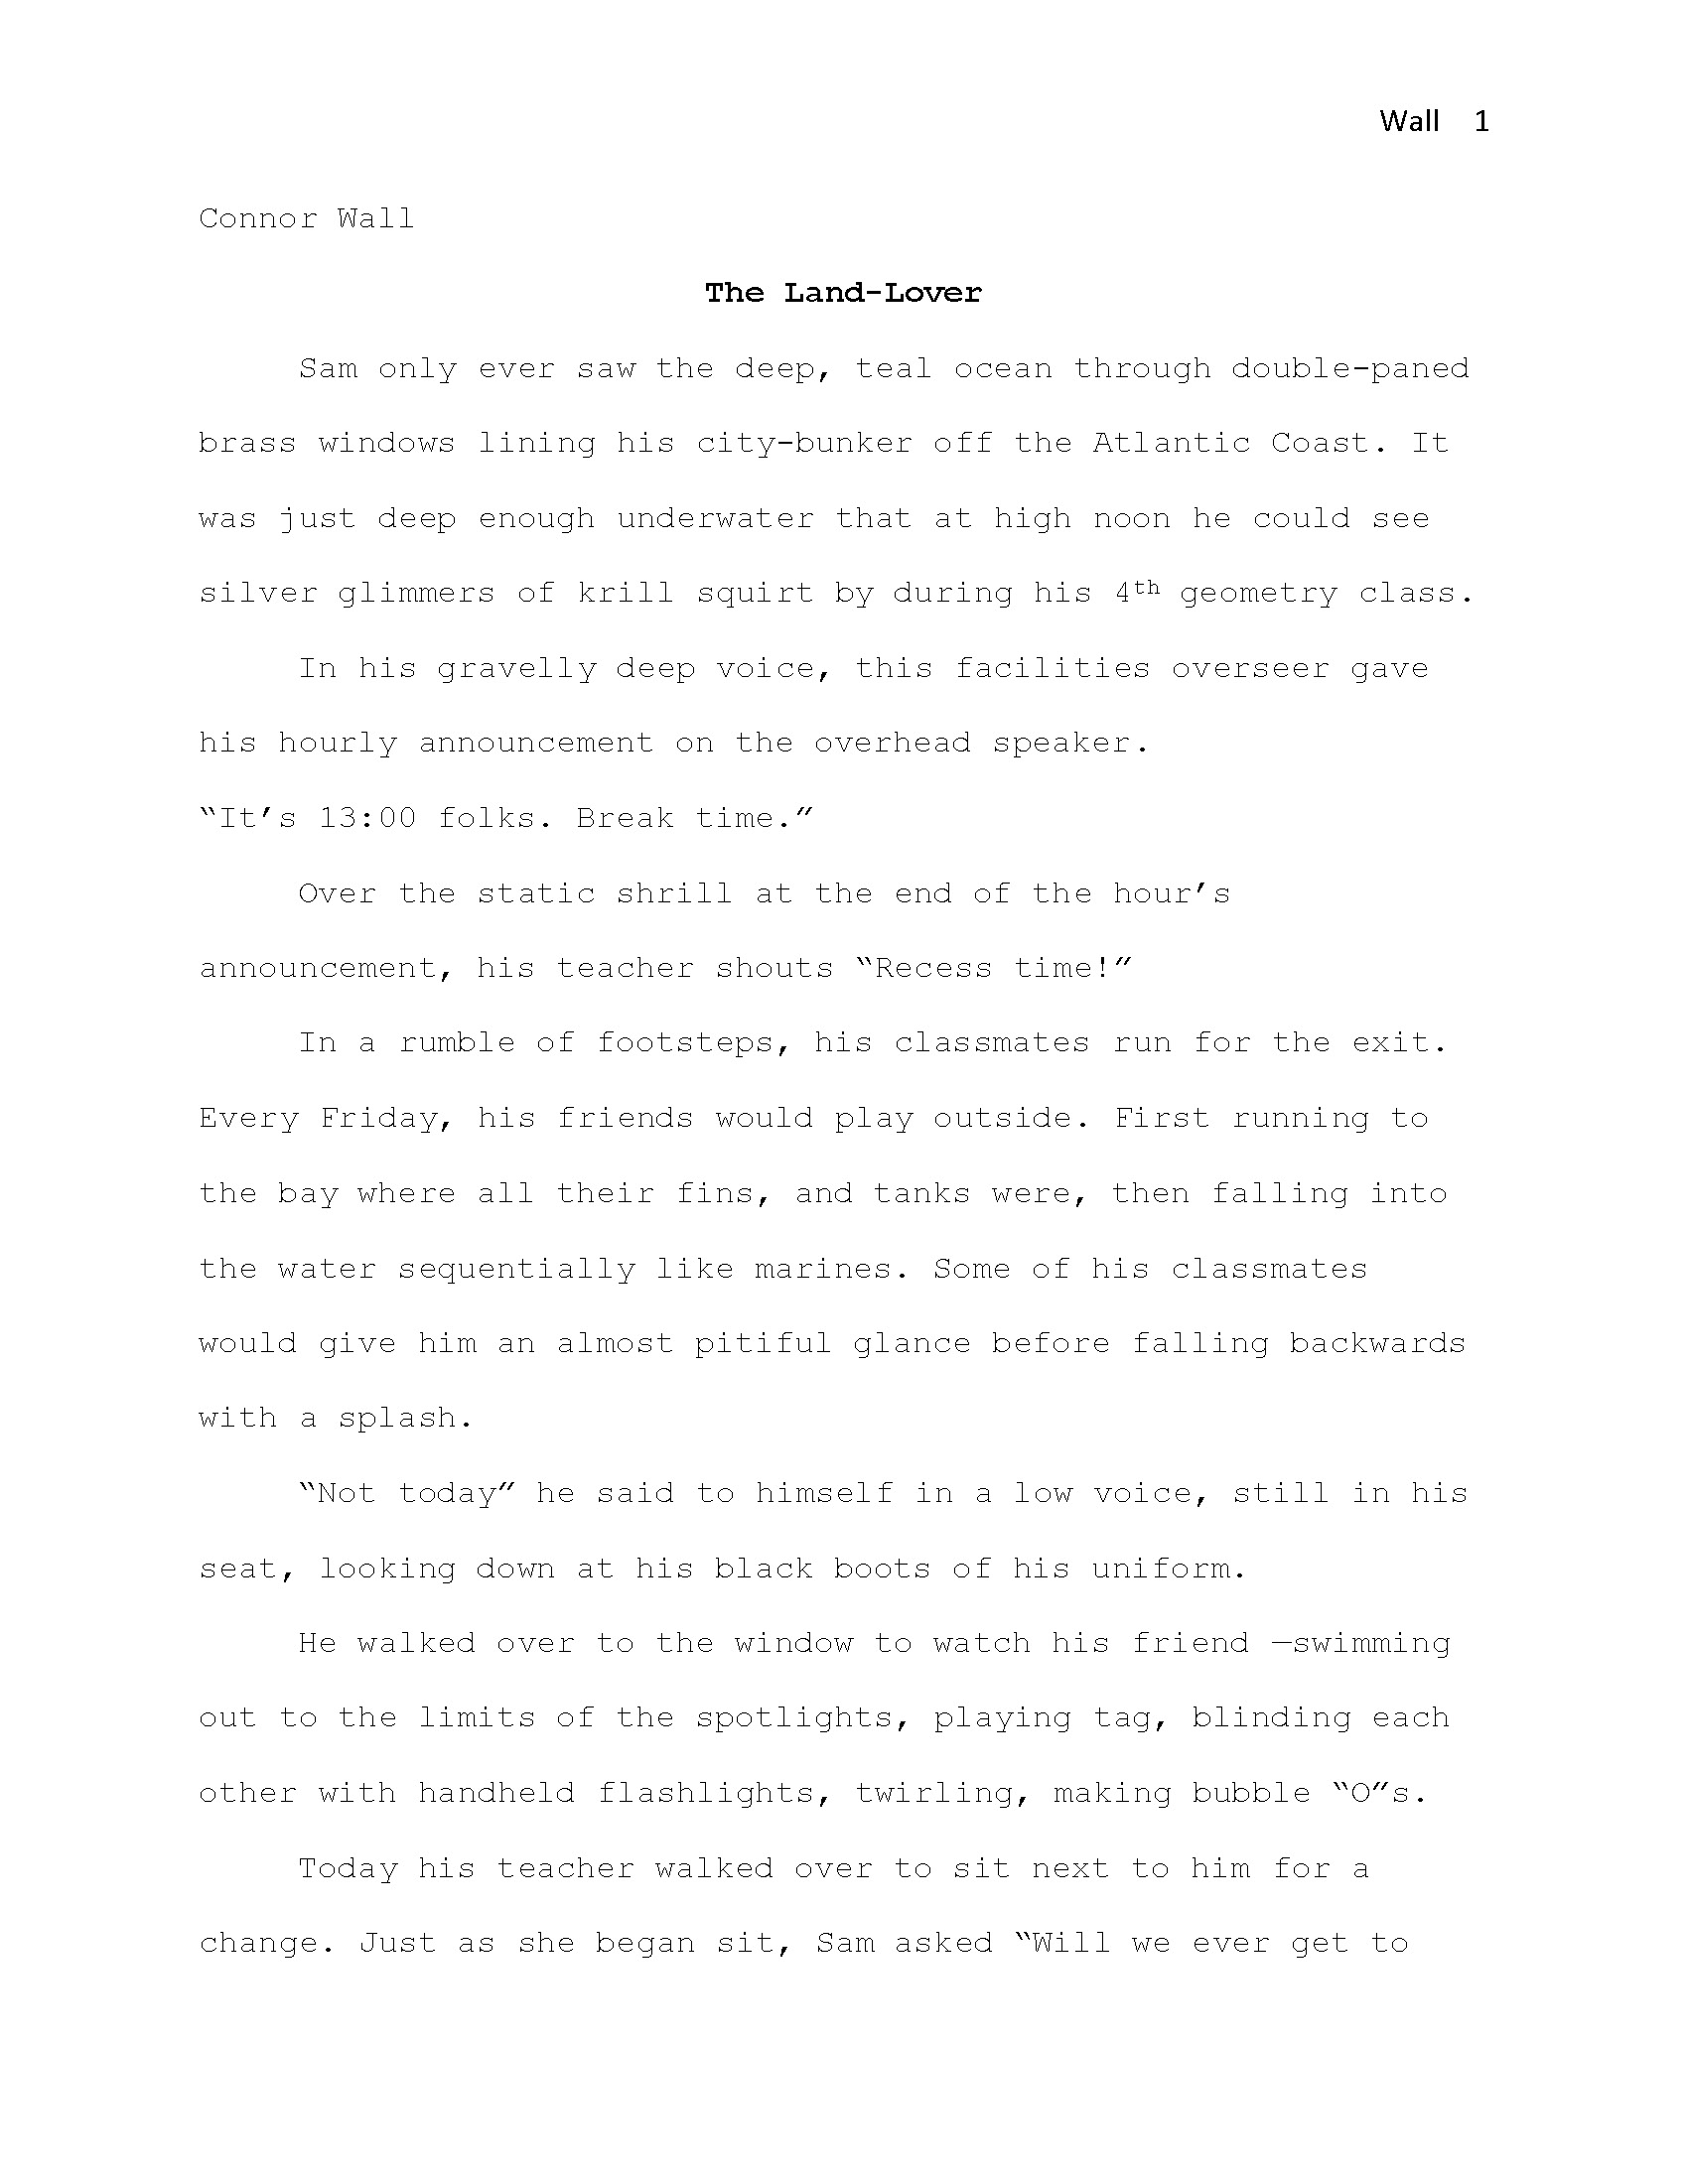 Wall 1
Connor Wall
The Land-Lover
Sam only ever saw the deep, teal ocean through double-paned
brass windows lining his city-bunker off the Atlantic Coast. It
was just deep enough underwater that at high noon he could see
silver glimmers of krill squirt by during his 4th geometry class.
In his gravelly deep voice, this facilities overseer gave
his hourly announcement on the overhead speaker.
“It’s 13:00 folks. Break time.”
Over the static shrill at the end of the hour’s
announcement, his teacher shouts “Recess time!”
In a rumble of footsteps, his classmates run for the exit.
Every Friday, his friends would play outside. First running to
the bay where all their fins, and tanks were, then falling into
the water sequentially like marines. Some of his classmates
would give him an almost pitiful glance before falling backwards
with a splash.
“Not today” he said to himself in a low voice, still in his
seat, looking down at his black boots of his uniform.
He walked over to the window to watch his friend —swimming
out to the limits of the spotlights, playing tag, blinding each
other with handheld flashlights, twirling, making bubble “O”s.
Today his teacher walked over to sit next to him for a
change. Just as she began sit, Sam asked “Will we ever get to